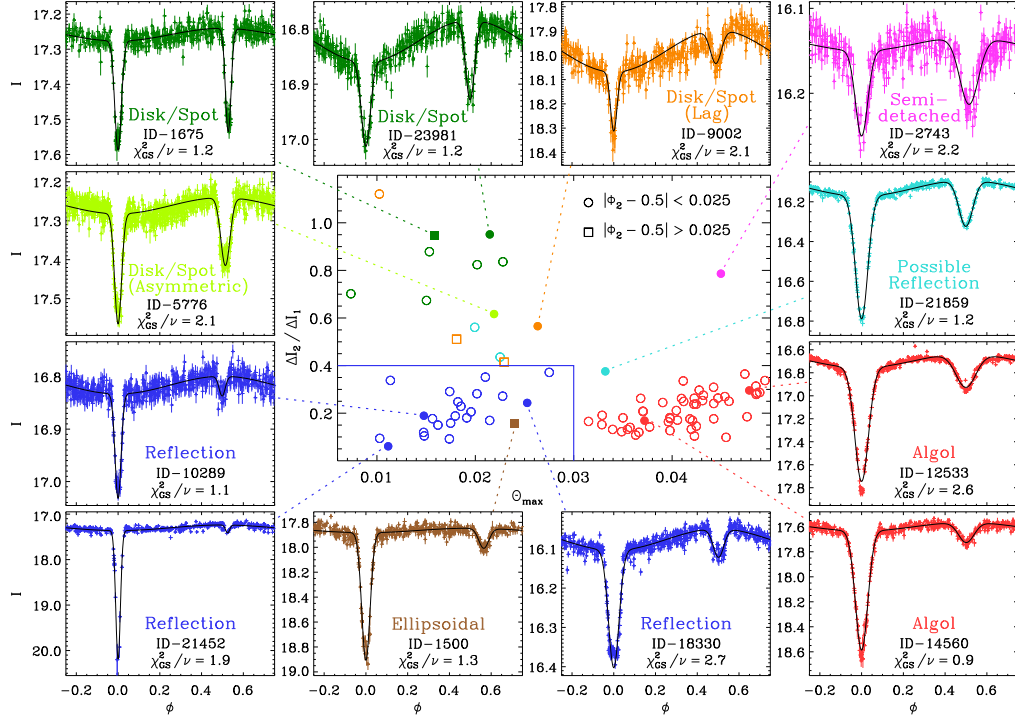 17.2
17.3
17.4
17.5
17.6
I
Disk/Spot
ID−1675
χ²GS/ν = 1.2
16.8
16.9
17.0
Disk/Spot
ID−23981
χ²GS/ν = 1.2
17.8
17.9
18.0
18.1
18.2
18.3
18.4
Disk/Spot
(Lag)
ID−9002
χ²GS/ν = 2.1
16.1
16.2
Semi−
detached
ID−2743
χ²GS/ν = 2.2
17.2
17.3
17.4
17.5
I
Disk/Spot
(Asymmetric)
ID−5776
χ²GS/ν = 2.1
1.0
0.8
0.6
0.4
0.2
ΔI₂ / ΔI₁
|Φ₂ − 0.5| < 0.025
|Φ₂ − 0.5| > 0.025
0.01 0.02 0.03 0.04
Θmax
16.2
16.4
16.6
16.8
Possible
Reflection
ID−21859
χ²GS/ν = 1.2
16.8
16.9
17.0
I
Reflection
ID−10289
χ²GS/ν = 1.1
16.6
16.8
17.0
17.2
17.4
17.6
17.8
Algol
ID−12533
χ²GS/ν = 2.6
17.0
18.0
19.0
20.0
I
Reflection
ID−21452
χ²GS/ν = 1.9
−0.2 0.0 0.2 0.4 0.6
ϕ
18.0
18.2
18.4
18.6
18.8
19.0
Ellipsoidal
ID−1500
χ²GS/ν = 1.3
−0.2 0.0 0.2 0.4 0.6
ϕ
16.1
16.2
16.3
16.4
Reflection
ID−18330
χ²GS/ν = 2.7
−0.2 0.0 0.2 0.4 0.6
ϕ
17.6
17.8
18.0
18.2
18.4
18.6
Algol
ID−14560
χ²GS/ν = 0.9
−0.2 0.0 0.2 0.4 0.6
ϕ